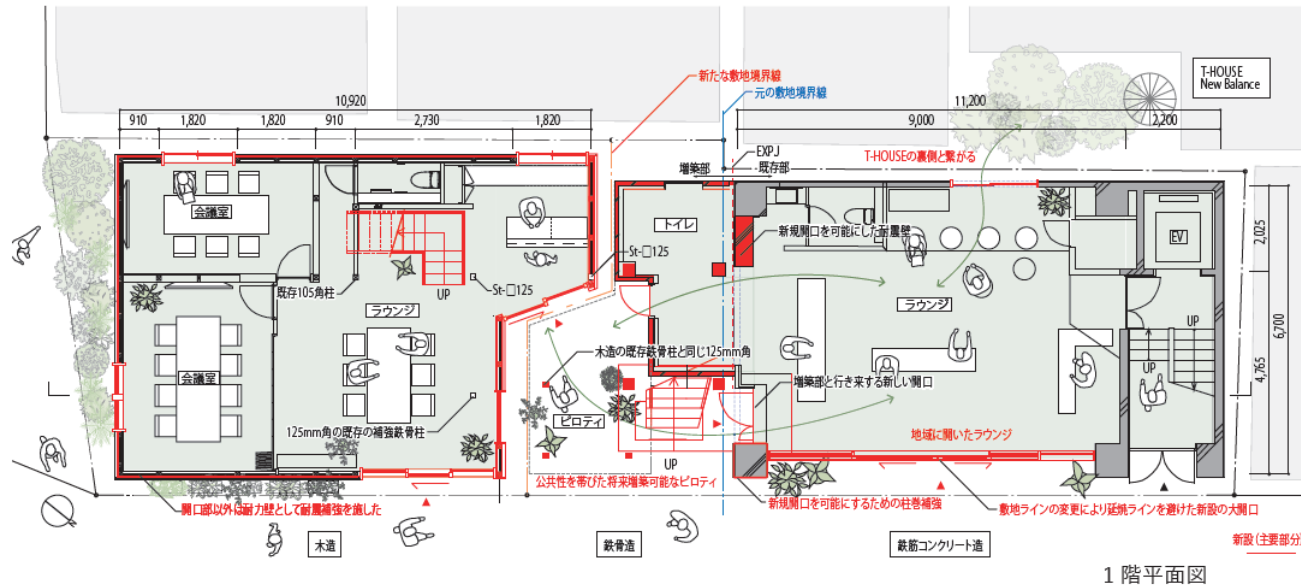 新たな敷地境界線
元の敷地境界線
T-HOUSE
New Balance
10,920
11,200
910
1,820
1,820
910
2,730
1,820
9,000
2,200
EXPJ
増築部
既存部
T-HOUSEの裏側と繋がる
会議室
トイレ
新規開口を可能にした耐震壁
EV
2,025
St-□125
St-□125
既存105角柱
UP
ラウンジ
ラウンジ
UP
6,700
木造の既存鉄骨柱と同じ125mm角
UP
4,765
会議室
増築部と行き来する新しい開口
ピロティ
125mm角の既存の補強鉄骨柱
地域に開いたラウンジ
UP
公共性を帯びた将来増築可能なピロティ
開口部以外は耐力壁として耐震補強を施した
新規開口を可能にするための柱巻補強
敷地ラインの変更により延焼ラインを避けた新設の大開口
木造
鉄骨造
鉄筋コンクリート造
新設(主要部分)
1階平面図